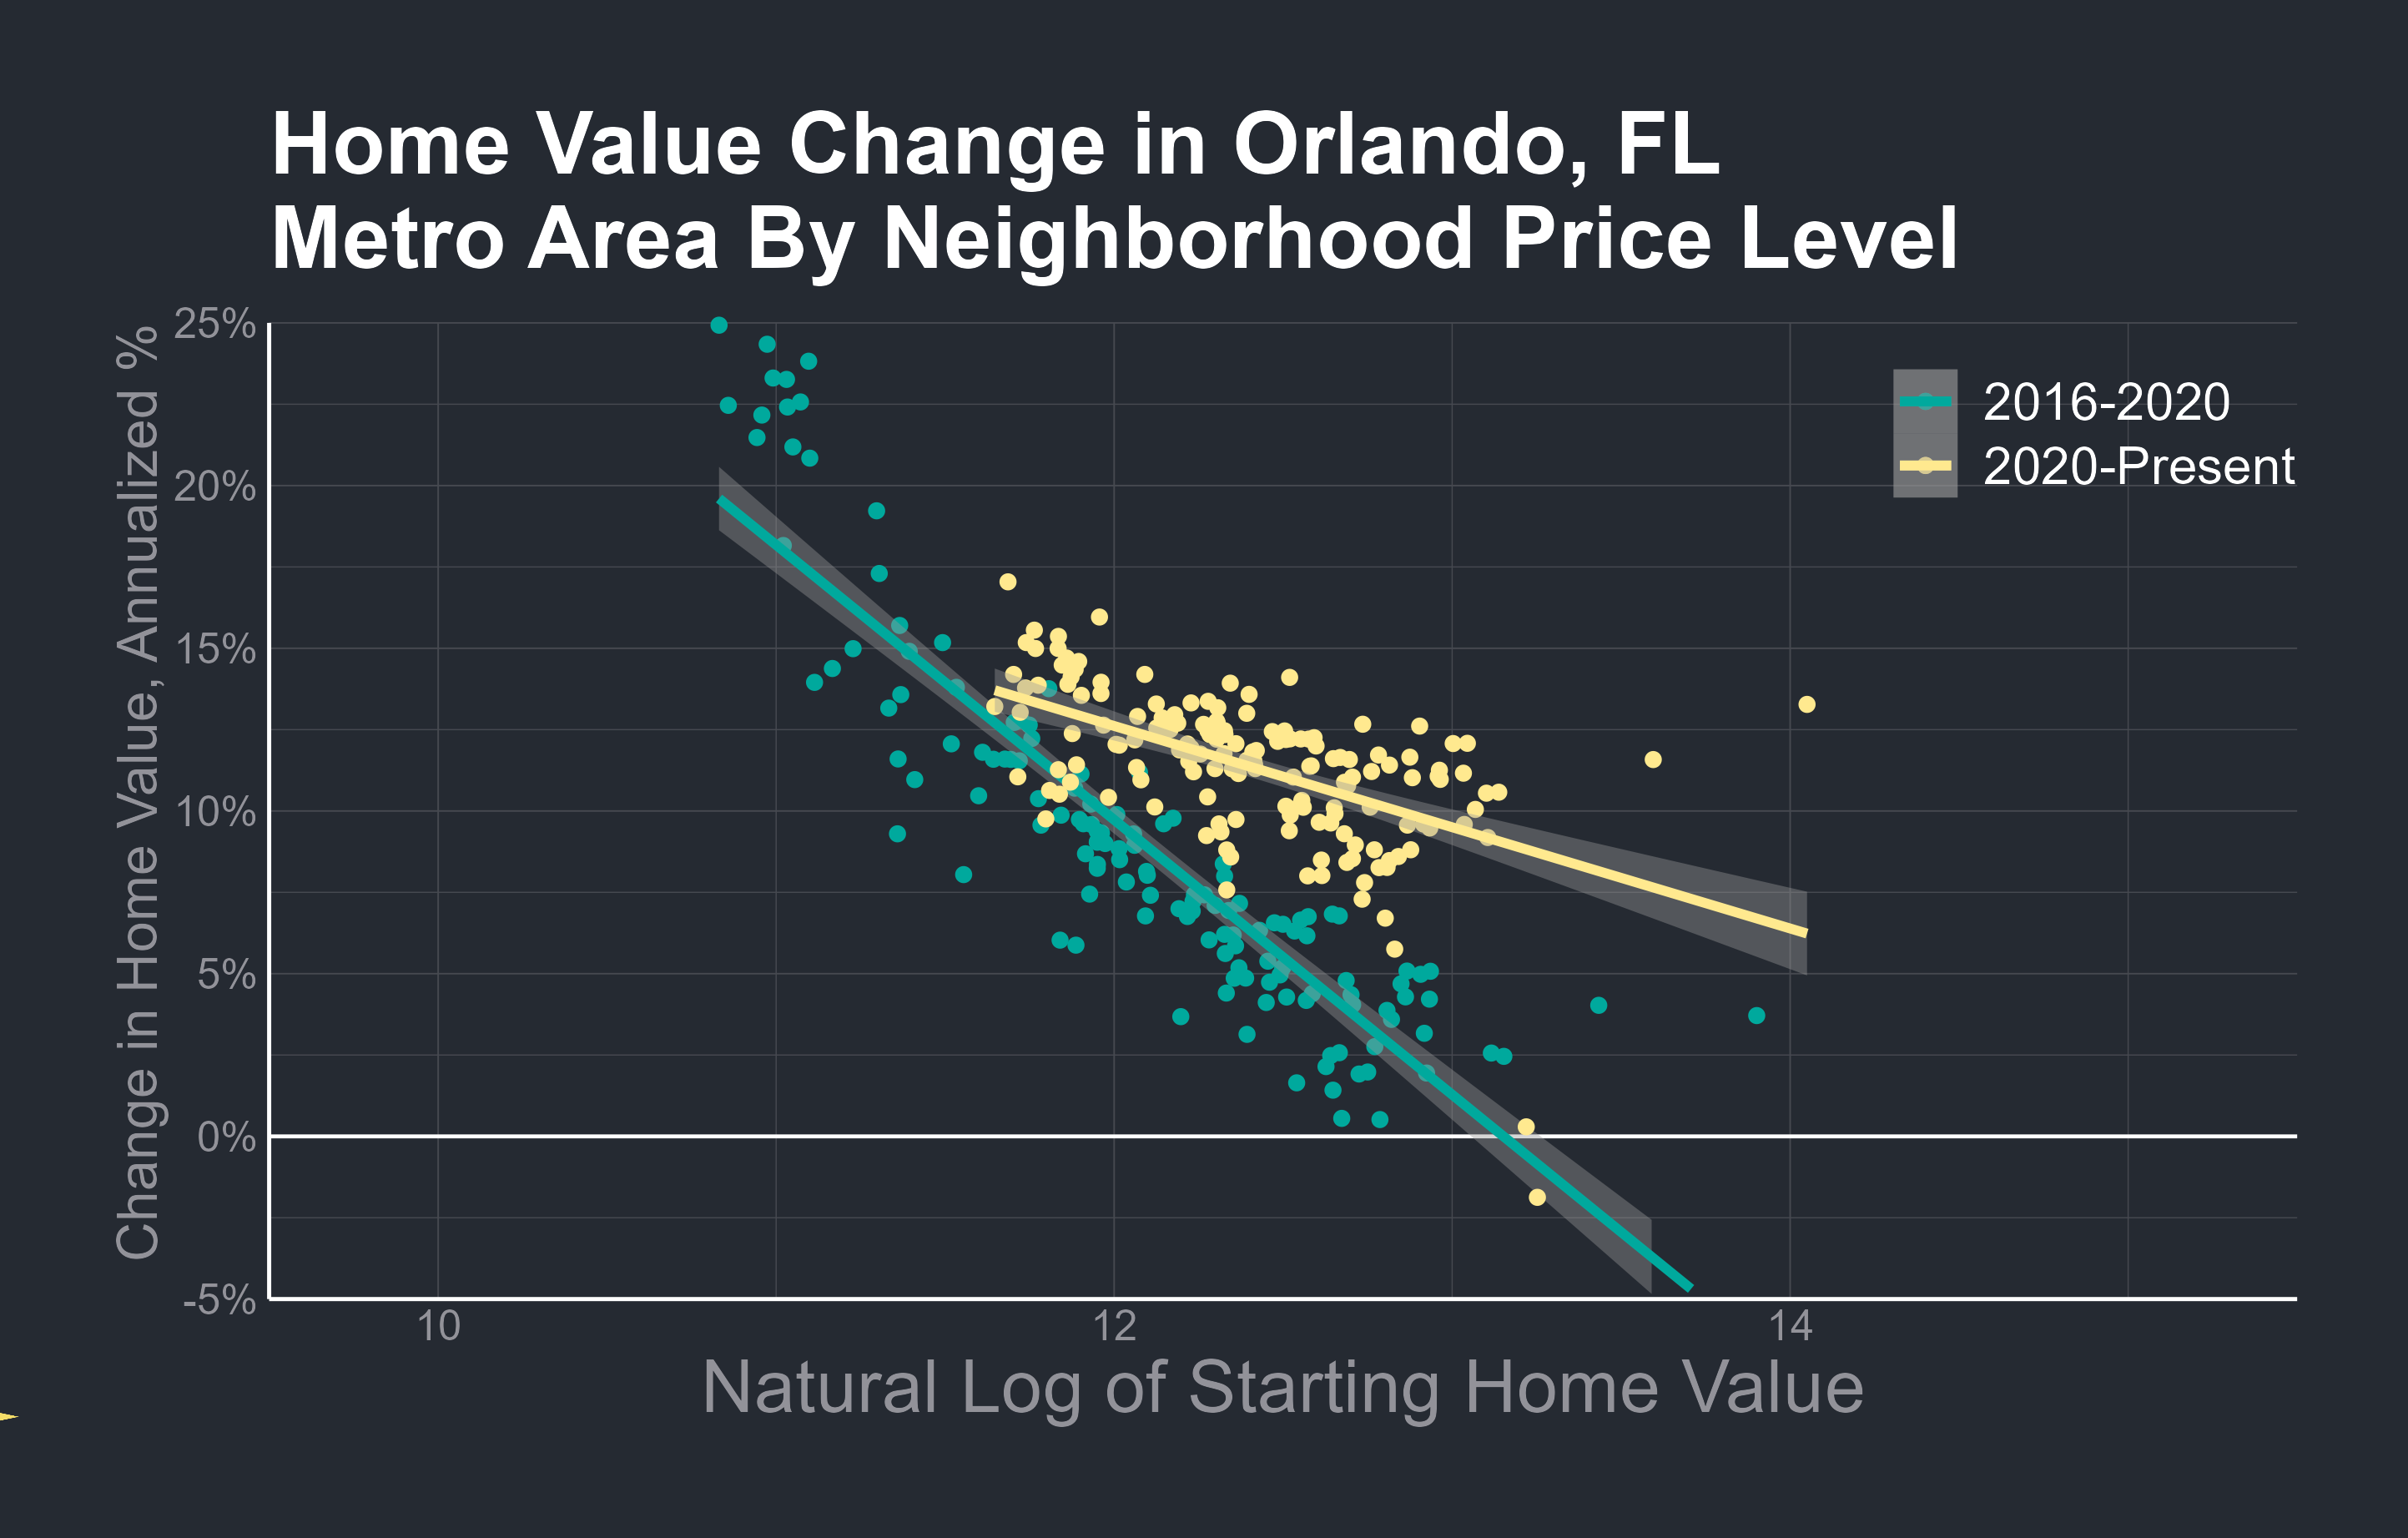 Home Value Change in Orlando, FL
Metro Area By Neighborhood Price Level
Change in Home Value, Annualized %
25%
20%
15%
10%
5%
0%
-5%
2016-2020
2020-Present
10
12
14
Natural Log of Starting Home Value